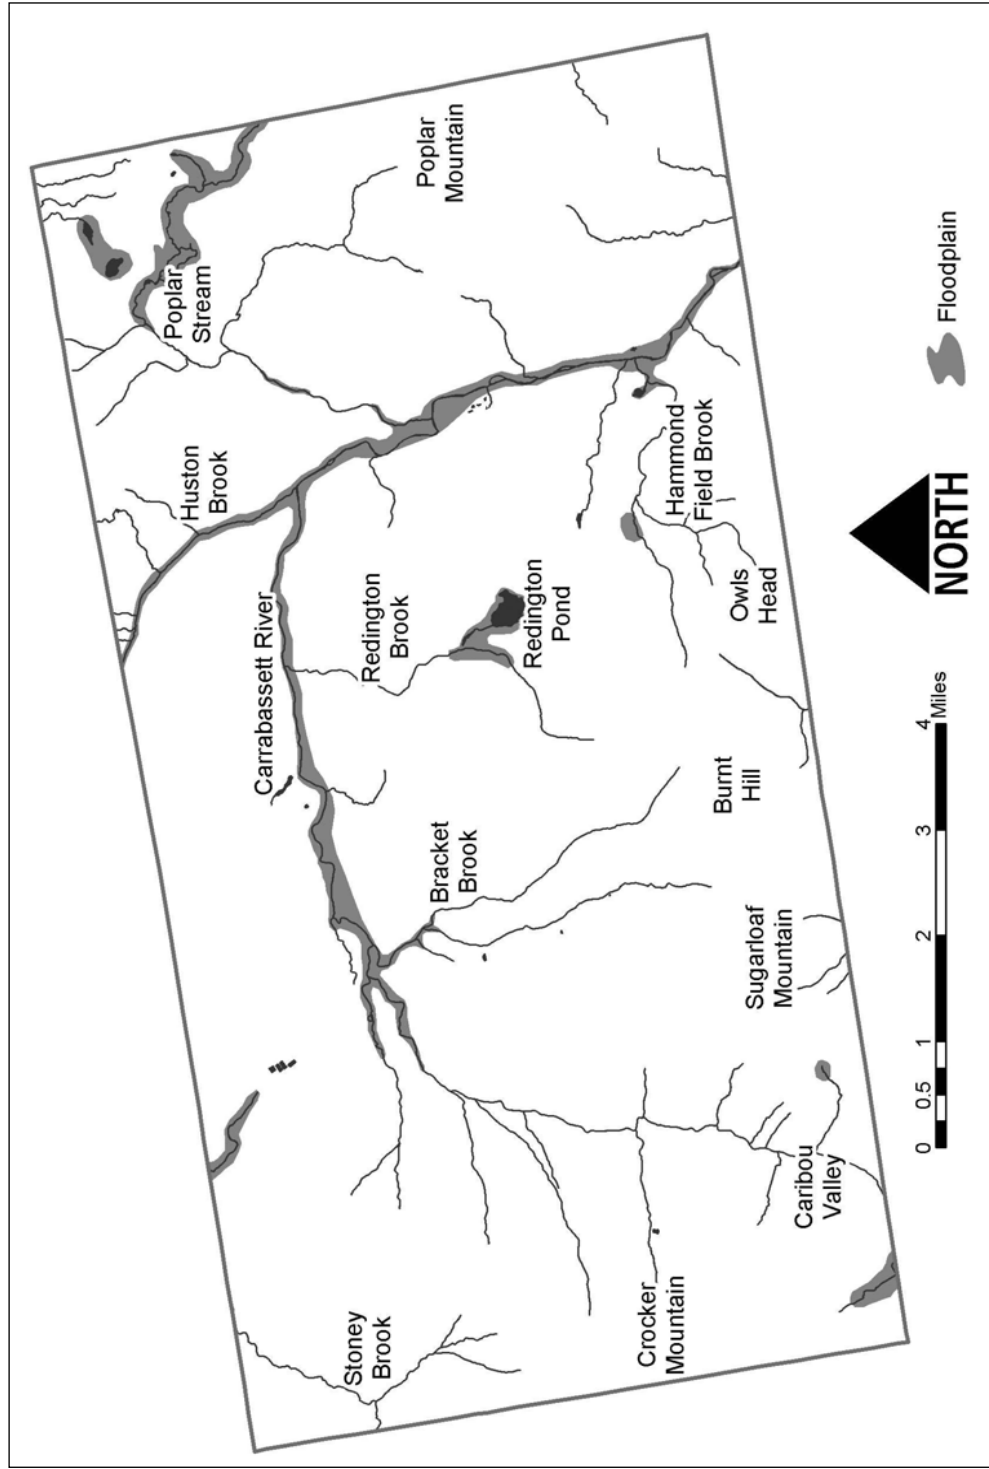 Poplar
Stream
Poplar
Mountain
Huston
Brook
Carrabassett River
Redington
Brook
Redington
Pond
Hammond
Field Brook
Owls
Head
Bracket
Brook
Burnt
Hill
Sugarloaf
Mountain
Caribou
Valley
Crocker
Mountain
Stoney
Brook
0 0.5 1 2 3 4
Miles
NORTH
Floodplain